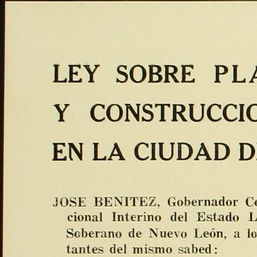 LEY SOBRE PLA
Y CONSTRUCCIO
EN LA CIUDAD D
JOSE BENITEZ, Gobernador Co
cional Interino del Estado L
Soberano de Nuevo León, a lo
tantes del mismo sabed: